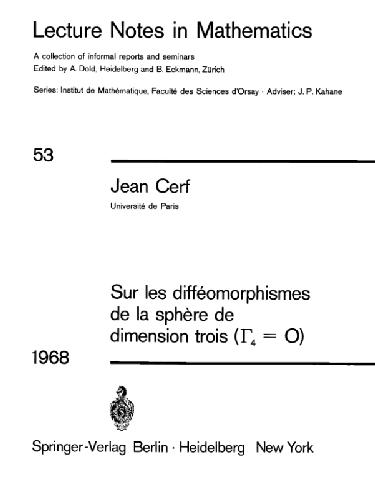 Lecture Notes in Mathematics
A collection of informal reports and seminars
Edited by A. Dold, Heidelberg and B. Eckmann, Zürich
Series: Institut de Mathématique, Faculté des Sciences d'Orsay · Adviser: J. P. Kahane
53
Jean Cerf
Université de Paris
Sur les difféomorphismes
de la sphère de
dimension trois (Γ₄ = O)
1968
Springer-Verlag Berlin · Heidelberg New York